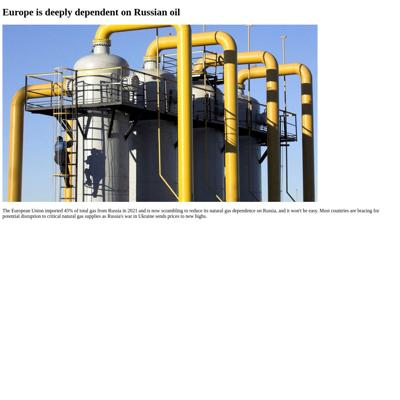 Europe is deeply dependent on Russian oil
The European Union imported 45% of total gas from Russia in 2021 and is now scrambling to reduce its natural gas dependence on Russia, and it won't be easy. Most countries are bracing for
potential disruption to critical natural gas supplies as Russia's war in Ukraine sends prices to new highs.